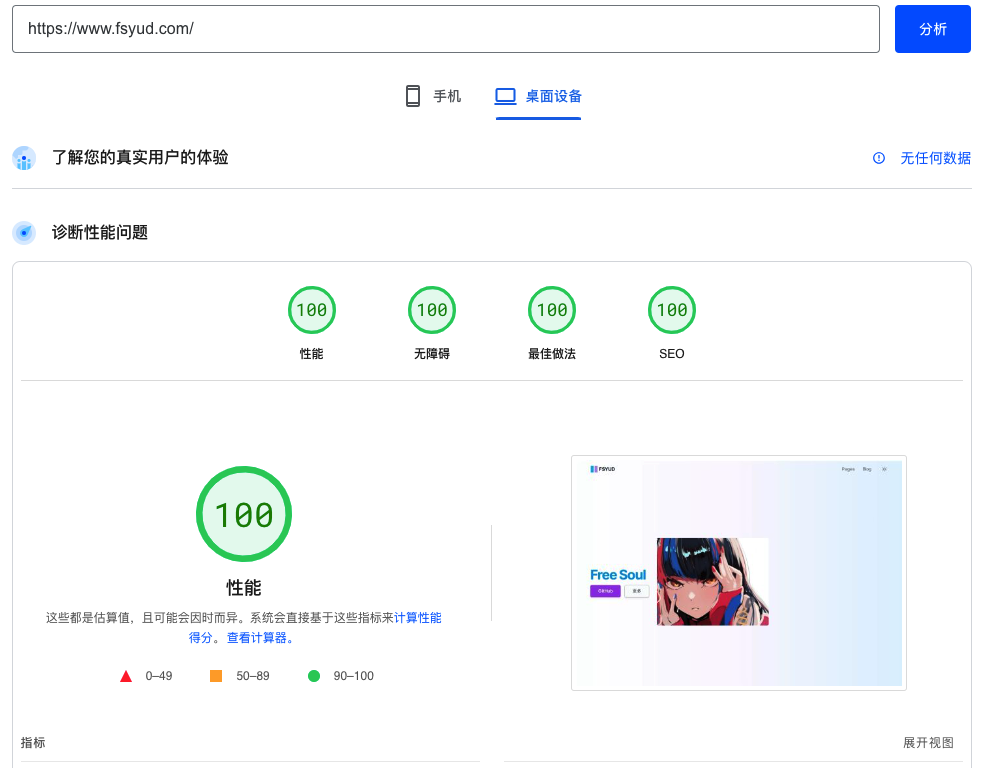 https://www.fsyud.com/
分析
手机
桌面设备
了解您的真实用户的体验
无任何数据
诊断性能问题
100
100
100
100
性能
无障碍
最佳做法
SEO
100
性能
这些都是估算值，且可能会因时而异。系统会直接基于这些指标来计算性能
得分。查看计算器。
0–49
50–89
90–100
FSYUD
Pages
Blog
Free Soul
更多
指标
展开视图